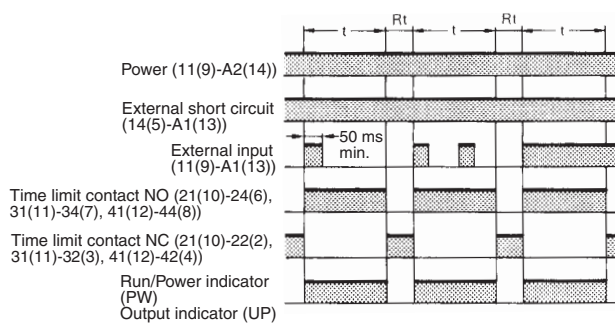 t Rt t Rt t
Power (11(9)-A2(14))
External short circuit
(14(5)-A1(13))
External input
(11(9)-A1(13))
50 ms
min.
Time limit contact NO (21(10)-24(6),
31(11)-34(7), 41(12)-44(8))
Time limit contact NC (21(10)-22(2),
31(11)-32(3), 41(12)-42(4))
Run/Power indicator
(PW)
Output indicator (UP)